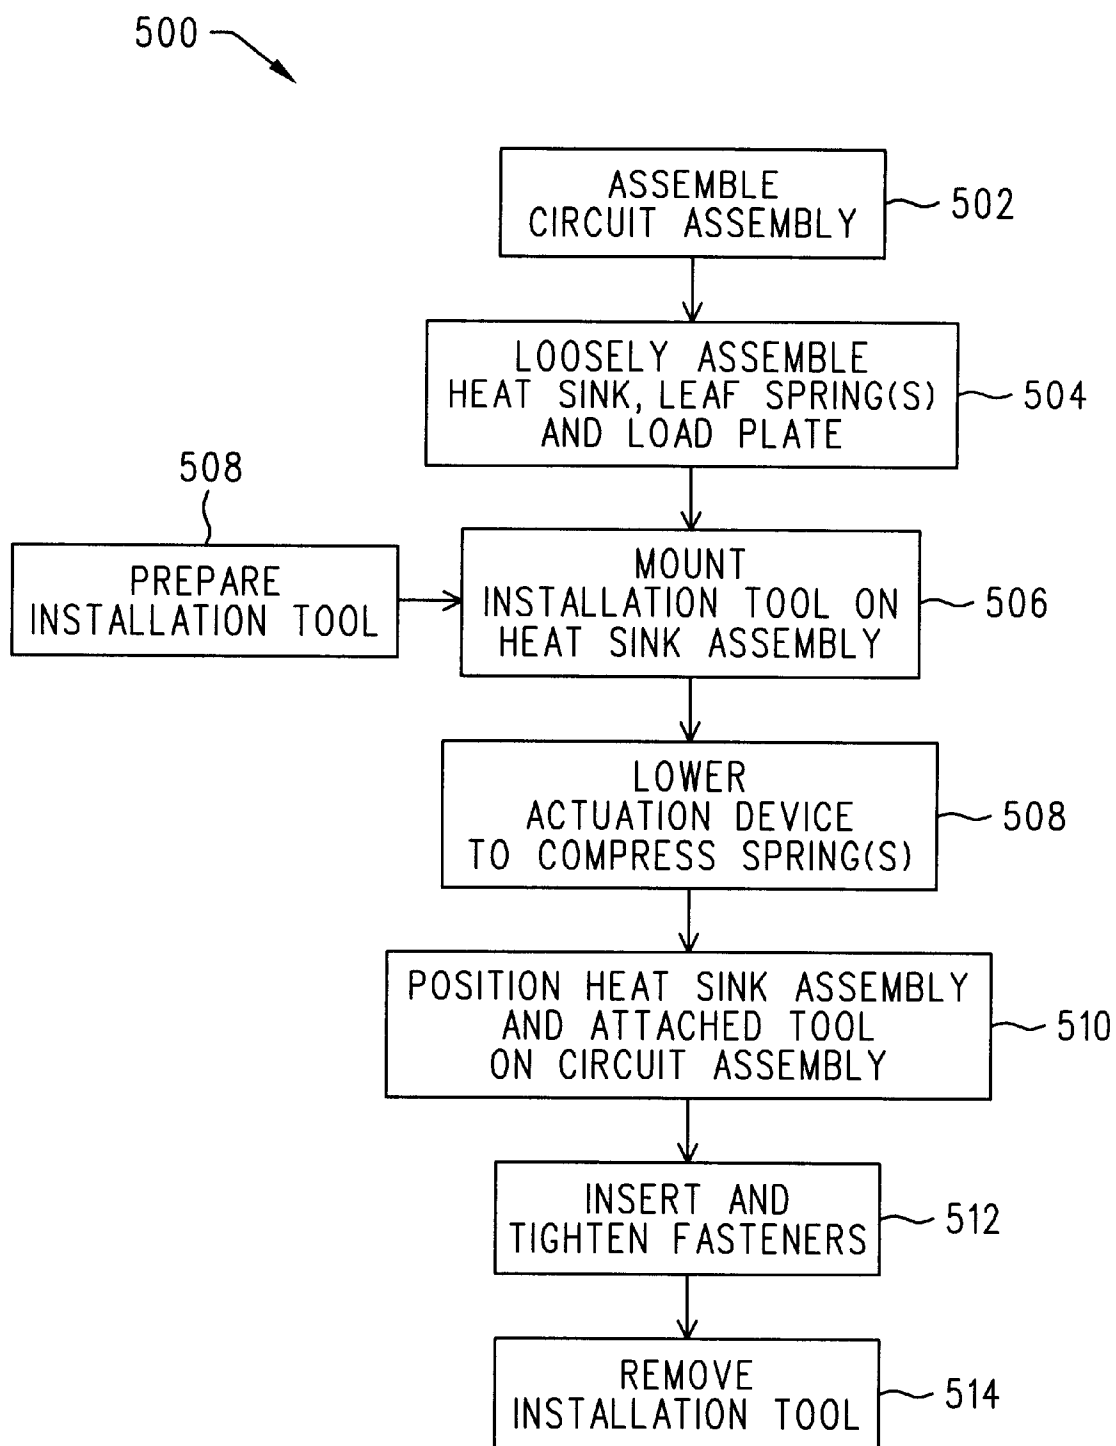 500
ASSEMBLE
CIRCUIT ASSEMBLY
502
LOOSELY ASSEMBLE
HEAT SINK, LEAF SPRING(S)
AND LOAD PLATE
504
508
PREPARE
INSTALLATION TOOL
MOUNT
INSTALLATION TOOL ON
HEAT SINK ASSEMBLY
506
LOWER
ACTUATION DEVICE
TO COMPRESS SPRING(S)
508
POSITION HEAT SINK ASSEMBLY
AND ATTACHED TOOL
ON CIRCUIT ASSEMBLY
510
INSERT AND
TIGHTEN FASTENERS
512
REMOVE
INSTALLATION TOOL
514